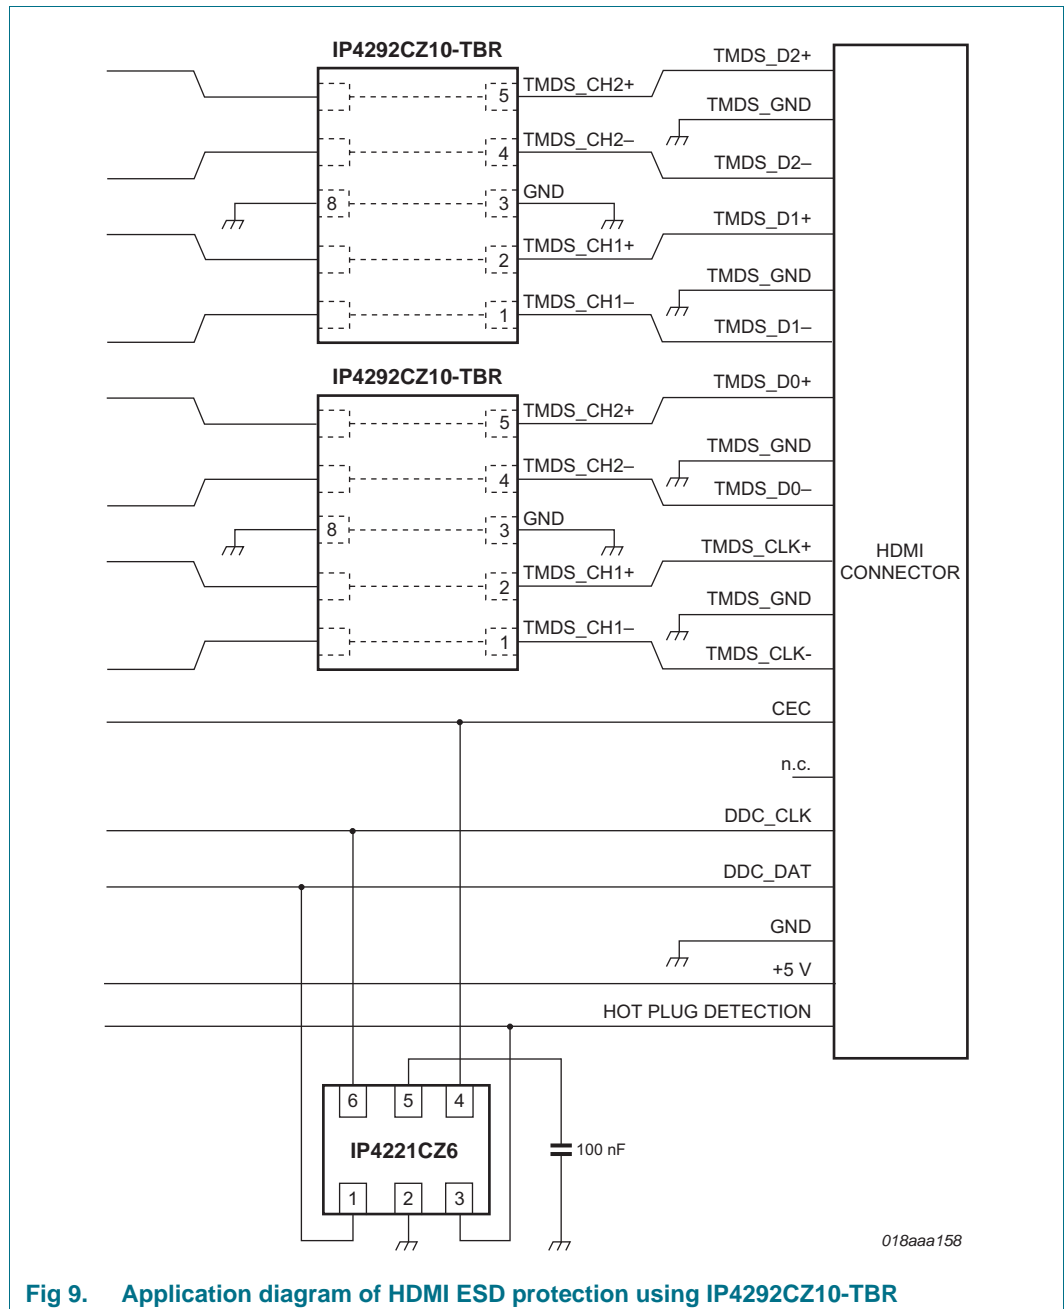 IP4292CZ10-TBR
TMDS_D2+
TMDS_CH2+
5
TMDS_GND
TMDS_CH2–
4
TMDS_D2–
GND
8
3
TMDS_D1+
TMDS_CH1+
2
TMDS_GND
TMDS_CH1–
1
TMDS_D1–
IP4292CZ10-TBR
TMDS_D0+
TMDS_CH2+
5
TMDS_GND
TMDS_CH2–
4
TMDS_D0–
GND
8
3
TMDS_CLK+
HDMI
CONNECTOR
TMDS_CH1+
2
TMDS_GND
TMDS_CH1–
1
TMDS_CLK-
CEC
n.c.
DDC_CLK
DDC_DAT
GND
+5 V
HOT PLUG DETECTION
6 5 4
IP4221CZ6
100 nF
1 2 3
018aaa158
Fig 9. Application diagram of HDMI ESD protection using IP4292CZ10-TBR